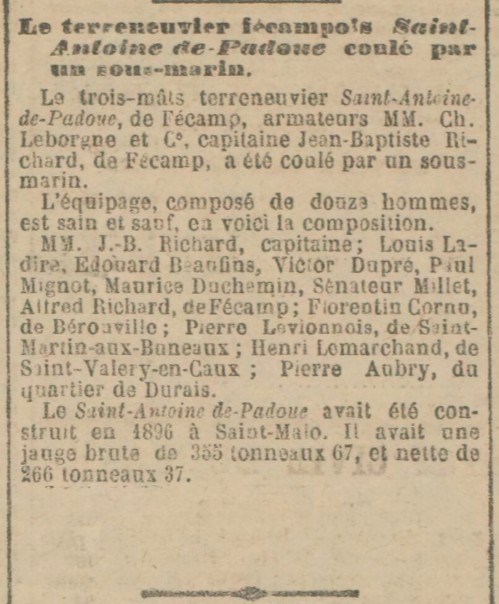 Le terreneuvier fécampois Saint-
Antoine de-Padoue coulé par
un sous-marin.
Le trois-mâts terreneuvier Saint-Antoine-
de-Padoue, de Fécamp, armateurs MM. Ch.
Leborgne et Cᵉ, capitaine Jean-Baptiste Ri-
chard, de Fécamp, a été coulé par un sous-
marin.
L'équipage, composé de douze hommes,
est sain et sauf, en voici la composition.
MM. J.-B. Richard, capitaine; Louis La-
dire, Edouard Beaufils, Victor Dupré, Paul
Mignot, Maurice Duchemin, Sénateur Millet,
Alfred Richard, de Fécamp; Florentin Cornu,
de Bérouville; Pierre Levionnois, de Saint-
Martin-aux-Buneaux; Henri Lemarchand, de
Saint-Valery-en-Caux; Pierre Aubry, du
quartier de Durais.
Le Saint-Antoine de-Padoue avait été con-
struit en 1896 à Saint-Malo. Il avait une
jauge brute de 355 tonneaux 67, et nette de
266 tonneaux 37.